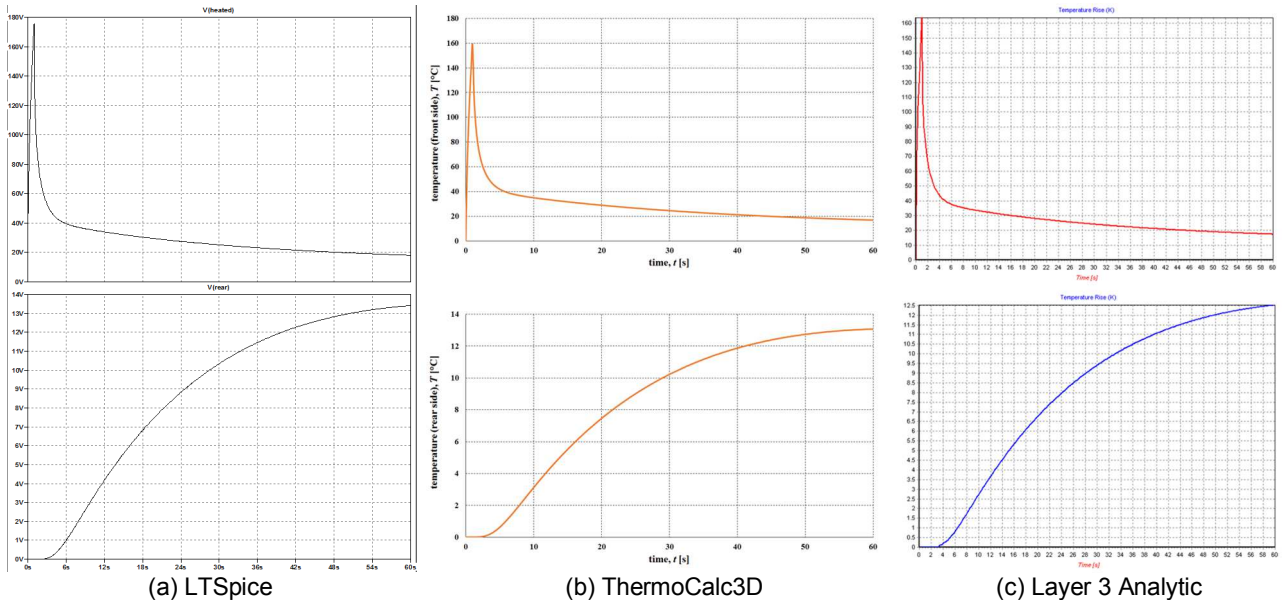 V(heated)
180V
160V
140V
120V
100V
80V
60V
40V
20V
0V
V(rear)
14V
13V
12V
11V
10V
9V
8V
7V
6V
5V
4V
3V
2V
1V
0V
0s 6s 12s 18s 24s 30s 36s 42s 48s 54s 60s
(a) LTSpice
temperature (front side), T [°C]
180
160
140
120
100
80
60
40
20
0
0 10 20 30 40 50 60
time, t [s]
temperature (rear side), T [°C]
14
12
10
8
6
4
2
0
0 10 20 30 40 50 60
time, t [s]
(b) ThermoCalc3D
Temperature Rise (K)
160
150
140
130
120
110
100
90
80
70
60
50
40
30
20
10
0
0 2 4 6 8 10 12 14 16 18 20 22 24 26 28 30 32 34 36 38 40 42 44 46 48 50 52 54 56 58 60
Time [s]
Temperature Rise (K)
12.5
12
11.5
11
10.5
10
9.5
9
8.5
8
7.5
7
6.5
6
5.5
5
4.5
4
3.5
3
2.5
2
1.5
1
0.5
0
0 2 4 6 8 10 12 14 16 18 20 22 24 26 28 30 32 34 36 38 40 42 44 46 48 50 52 54 56 58 60
Time [s]
(c) Layer 3 Analytic